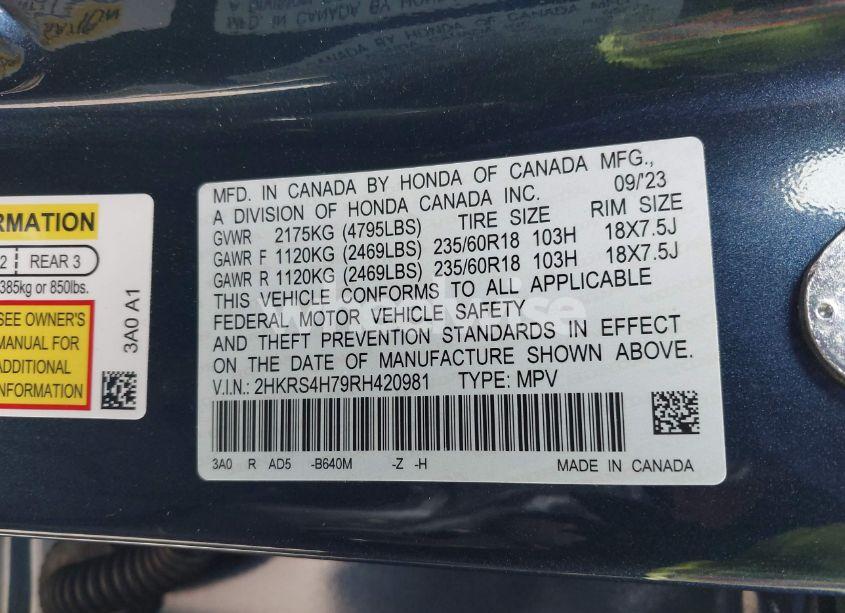 MFD. IN CANADA BY HONDA OF CANADA MFG.,
A DIVISION OF HONDA CANADA INC. 09/'23
GVWR 2175KG (4795LBS) TIRE SIZE RIM SIZE
GAWR F 1120KG (2469LBS) 235/60R18 103H 18X7.5J
GAWR R 1120KG (2469LBS) 235/60R18 103H 18X7.5J
THIS VEHICLE CONFORMS TO ALL APPLICABLE
FEDERAL MOTOR VEHICLE SAFETY
AND THEFT PREVENTION STANDARDS IN EFFECT
ON THE DATE OF MANUFACTURE SHOWN ABOVE.
V.I.N.: 2HKRS4H79RH420981 TYPE: MPV
3A0 R AD5 -B640M -Z -H MADE IN CANADA
RMATION
2 REAR 3
385kg or 850lbs.
SEE OWNER'S
MANUAL FOR
ADDITIONAL
INFORMATION
3A0 A1